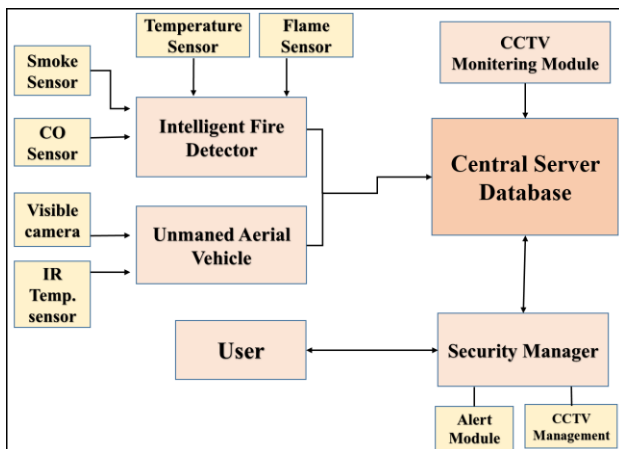 Temperature
Sensor
Flame
Sensor
CCTV
Monitering Module
Smoke
Sensor
Intelligent Fire
Detector
CO
Sensor
Central Server
Database
Visible
camera
Unmaned Aerial
Vehicle
IR
Temp.
sensor
User
Security Manager
Alert
Module
CCTV
Management